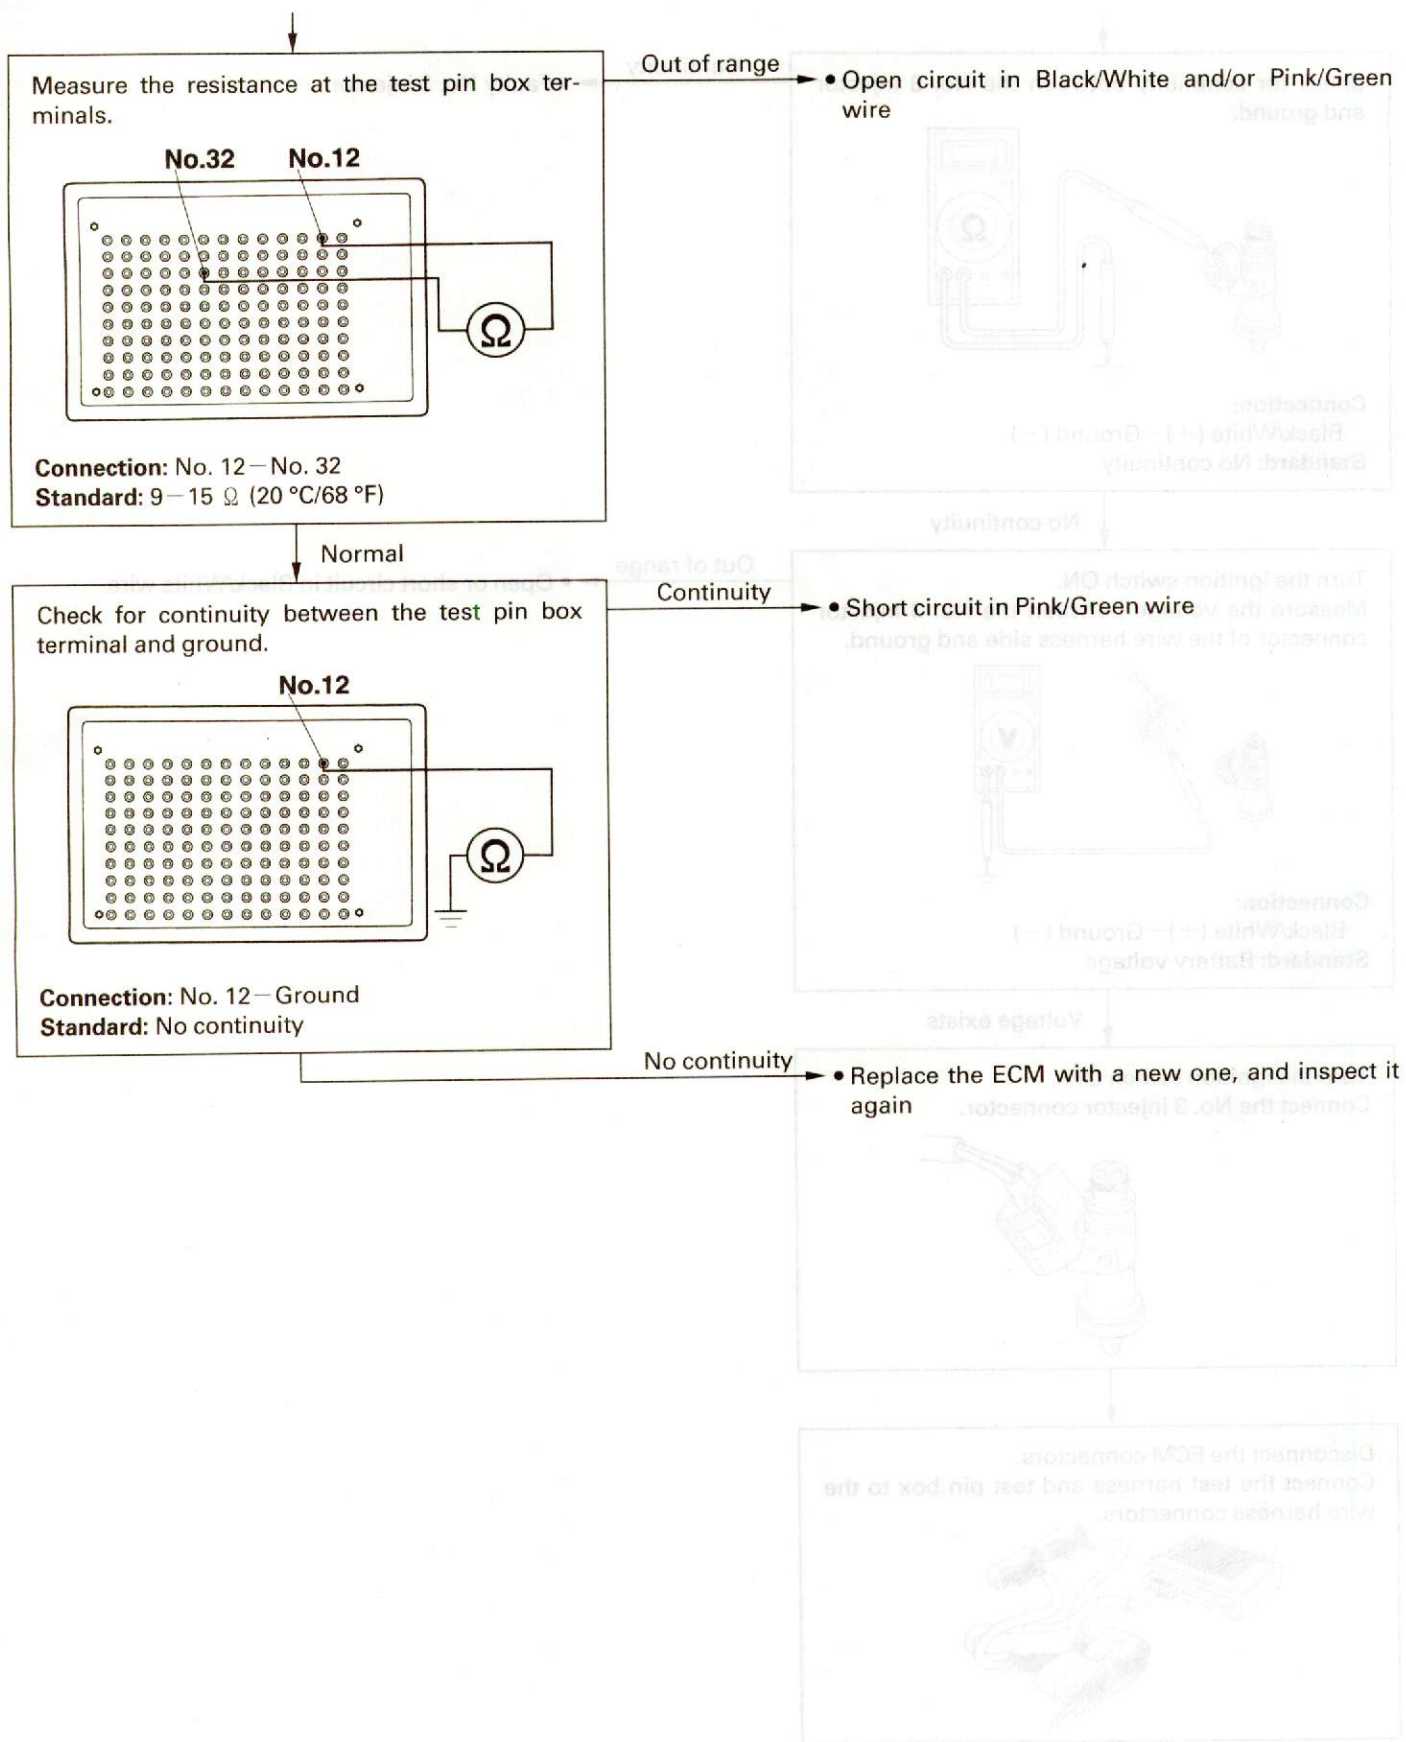 Measure the resistance at the test pin box ter-
minals.
No.32
No.12
Ω
Connection: No. 12—No. 32
Standard: 9—15 Ω (20 °C/68 °F)
Out of range
• Open circuit in Black/White and/or Pink/Green
wire
Normal
Check for continuity between the test pin box
terminal and ground.
No.12
Ω
Connection: No. 12—Ground
Standard: No continuity
Continuity
• Short circuit in Pink/Green wire
No continuity
• Replace the ECM with a new one, and inspect it
again